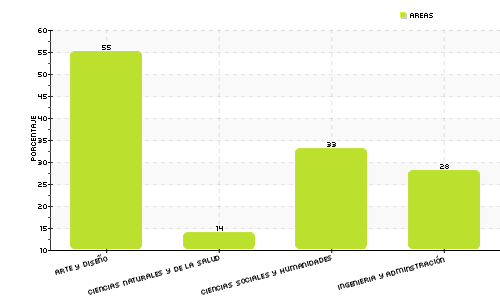 AREAS
PORCENTAJE
60
55
50
45
40
35
30
25
20
15
10
55
14
33
28
ARTE Y DISEÑO
CIENCIAS NATURALES Y DE LA SALUD
CIENCIAS SOCIALES Y HUMANIDADES
INGENIERIA Y ADMINISTRACIÓN